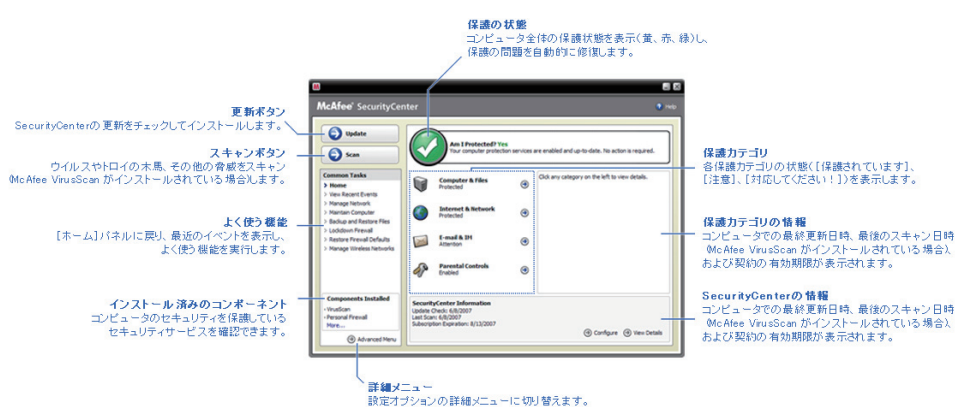 保護の状態
コンピュータ全体の保護状態を表示(黄、赤、緑)し、
保護の問題を自動的に修復します。
更新ボタン
SecurityCenterの更新をチェックしてインストールします。
スキャンボタン
ウイルスやトロイの木馬、その他の脅威をスキャン
(McAfee VirusScan がインストールされている場合)します。
よく使う機能
[ホーム]パネルに戻り、最近のイベントを表示し、
よく使う機能を実行します。
インストール済みのコンポーネント
コンピュータのセキュリティを保護している
セキュリティサービスを確認できます。
McAfee SecurityCenter
Help
Update
Scan
Common Tasks
Home
View Recent Events
Manage Network
Maintain Computer
Backup and Restore Files
Lockdown Firewall
Restore Firewall Defaults
Manage Wireless Networks
Components Installed
VirusScan
Personal Firewall
More...
Advanced Menu
Am I Protected? Yes
Your computer protection services are enabled and up-to-date. No action is required.
Computer & Files
Protected
Internet & Network
Protected
E-mail & IM
Attention
Parental Controls
Enabled
Click any category on the left to view details.
SecurityCenter Information
Update Check: 6/8/2007
Last Scan: 6/8/2007
Subscription Expiration: 8/13/2007
Configure
View Details
保護カテゴリ
各保護カテゴリの状態([保護されています]、
[注意]、[対応してください!])を表示します。
保護カテゴリの情報
コンピュータでの最終更新日時、最後のスキャン日時
(McAfee VirusScan がインストールされている場合)、
および契約の有効期限が表示されます。
SecurityCenterの情報
コンピュータでの最終更新日時、最後のスキャン日時
(McAfee VirusScan がインストールされている場合)、
および契約の有効期限が表示されます。
詳細メニュー
設定オプションの詳細メニューに切り替えます。